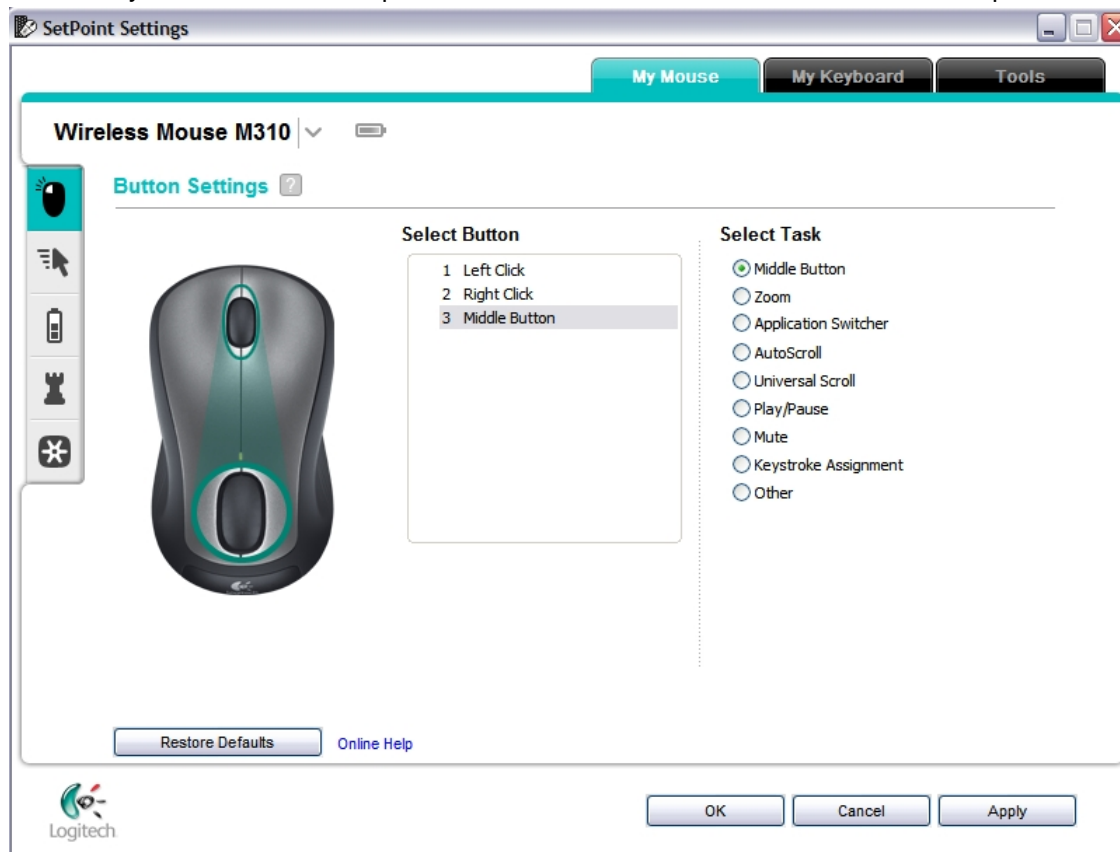 SetPoint Settings
My Mouse My Keyboard Tools
Wireless Mouse M310
Button Settings ?
Select Button
1 Left Click
2 Right Click
3 Middle Button
Select Task
Middle Button
Zoom
Application Switcher
AutoScroll
Universal Scroll
Play/Pause
Mute
Keystroke Assignment
Other
Restore Defaults Online Help
Logitech
OK Cancel Apply